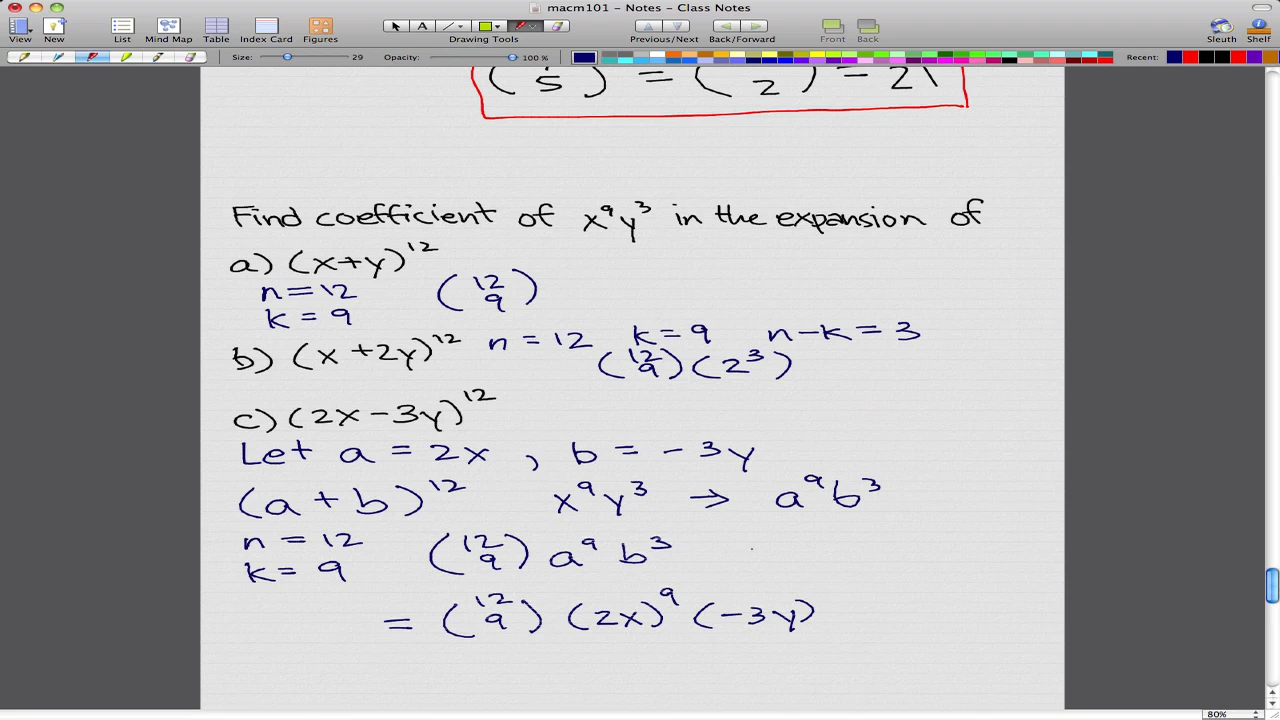 macm101 - Notes - Class Notes
View New List Mind Map Table Index Card Figures Drawing Tools Previous/Next Back/Forward Front Back Sleuth Shelf
Size: 29 Opacity: 100 % Recent:
( 5 ) = ( 2 ) = 21
Find coefficient of x⁹y³ in the expansion of
a) (x+y)¹²
n = 12 (12 9)
k = 9
b) (x + 2y)¹² n = 12 k = 9 n-k = 3
(12 9) (2³)
c) (2x - 3y)¹²
Let a = 2x , b = - 3y
(a + b)¹² x⁹y³ → a⁹b³
n = 12 (12 9) a⁹ b³
k = 9
= (12 9) (2x)⁹ (-3y)
80%